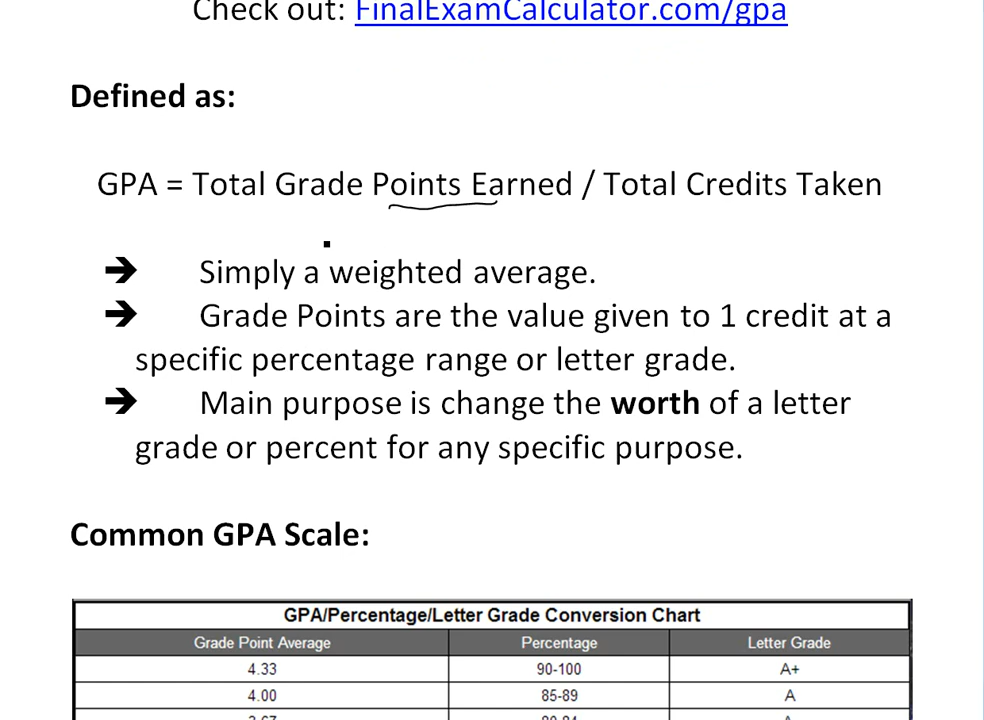 Check out: FinalExamCalculator.com/gpa
Defined as:
GPA = Total Grade Points Earned / Total Credits Taken
➔ Simply a weighted average.
➔ Grade Points are the value given to 1 credit at a
specific percentage range or letter grade.
➔ Main purpose is change the worth of a letter
grade or percent for any specific purpose.
Common GPA Scale:
GPA/Percentage/Letter Grade Conversion Chart
Grade Point Average Percentage Letter Grade
4.33 90-100 A+
4.00 85-89 A